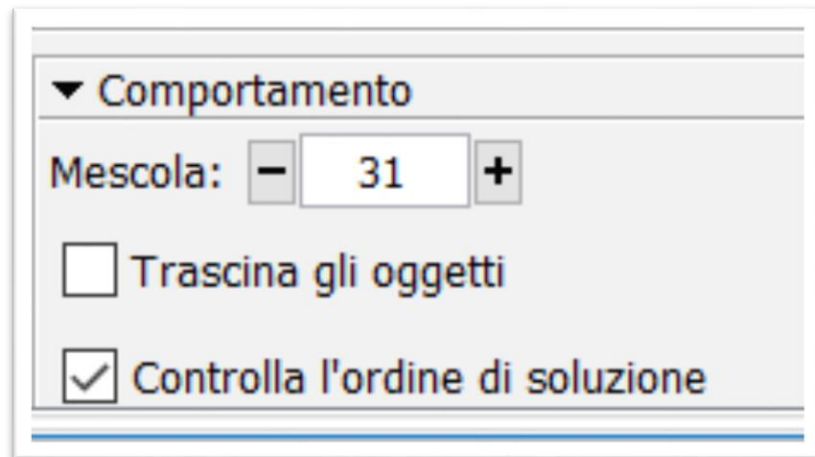 Comportamento
Mescola: − 31 +
Trascina gli oggetti
Controlla l'ordine di soluzione